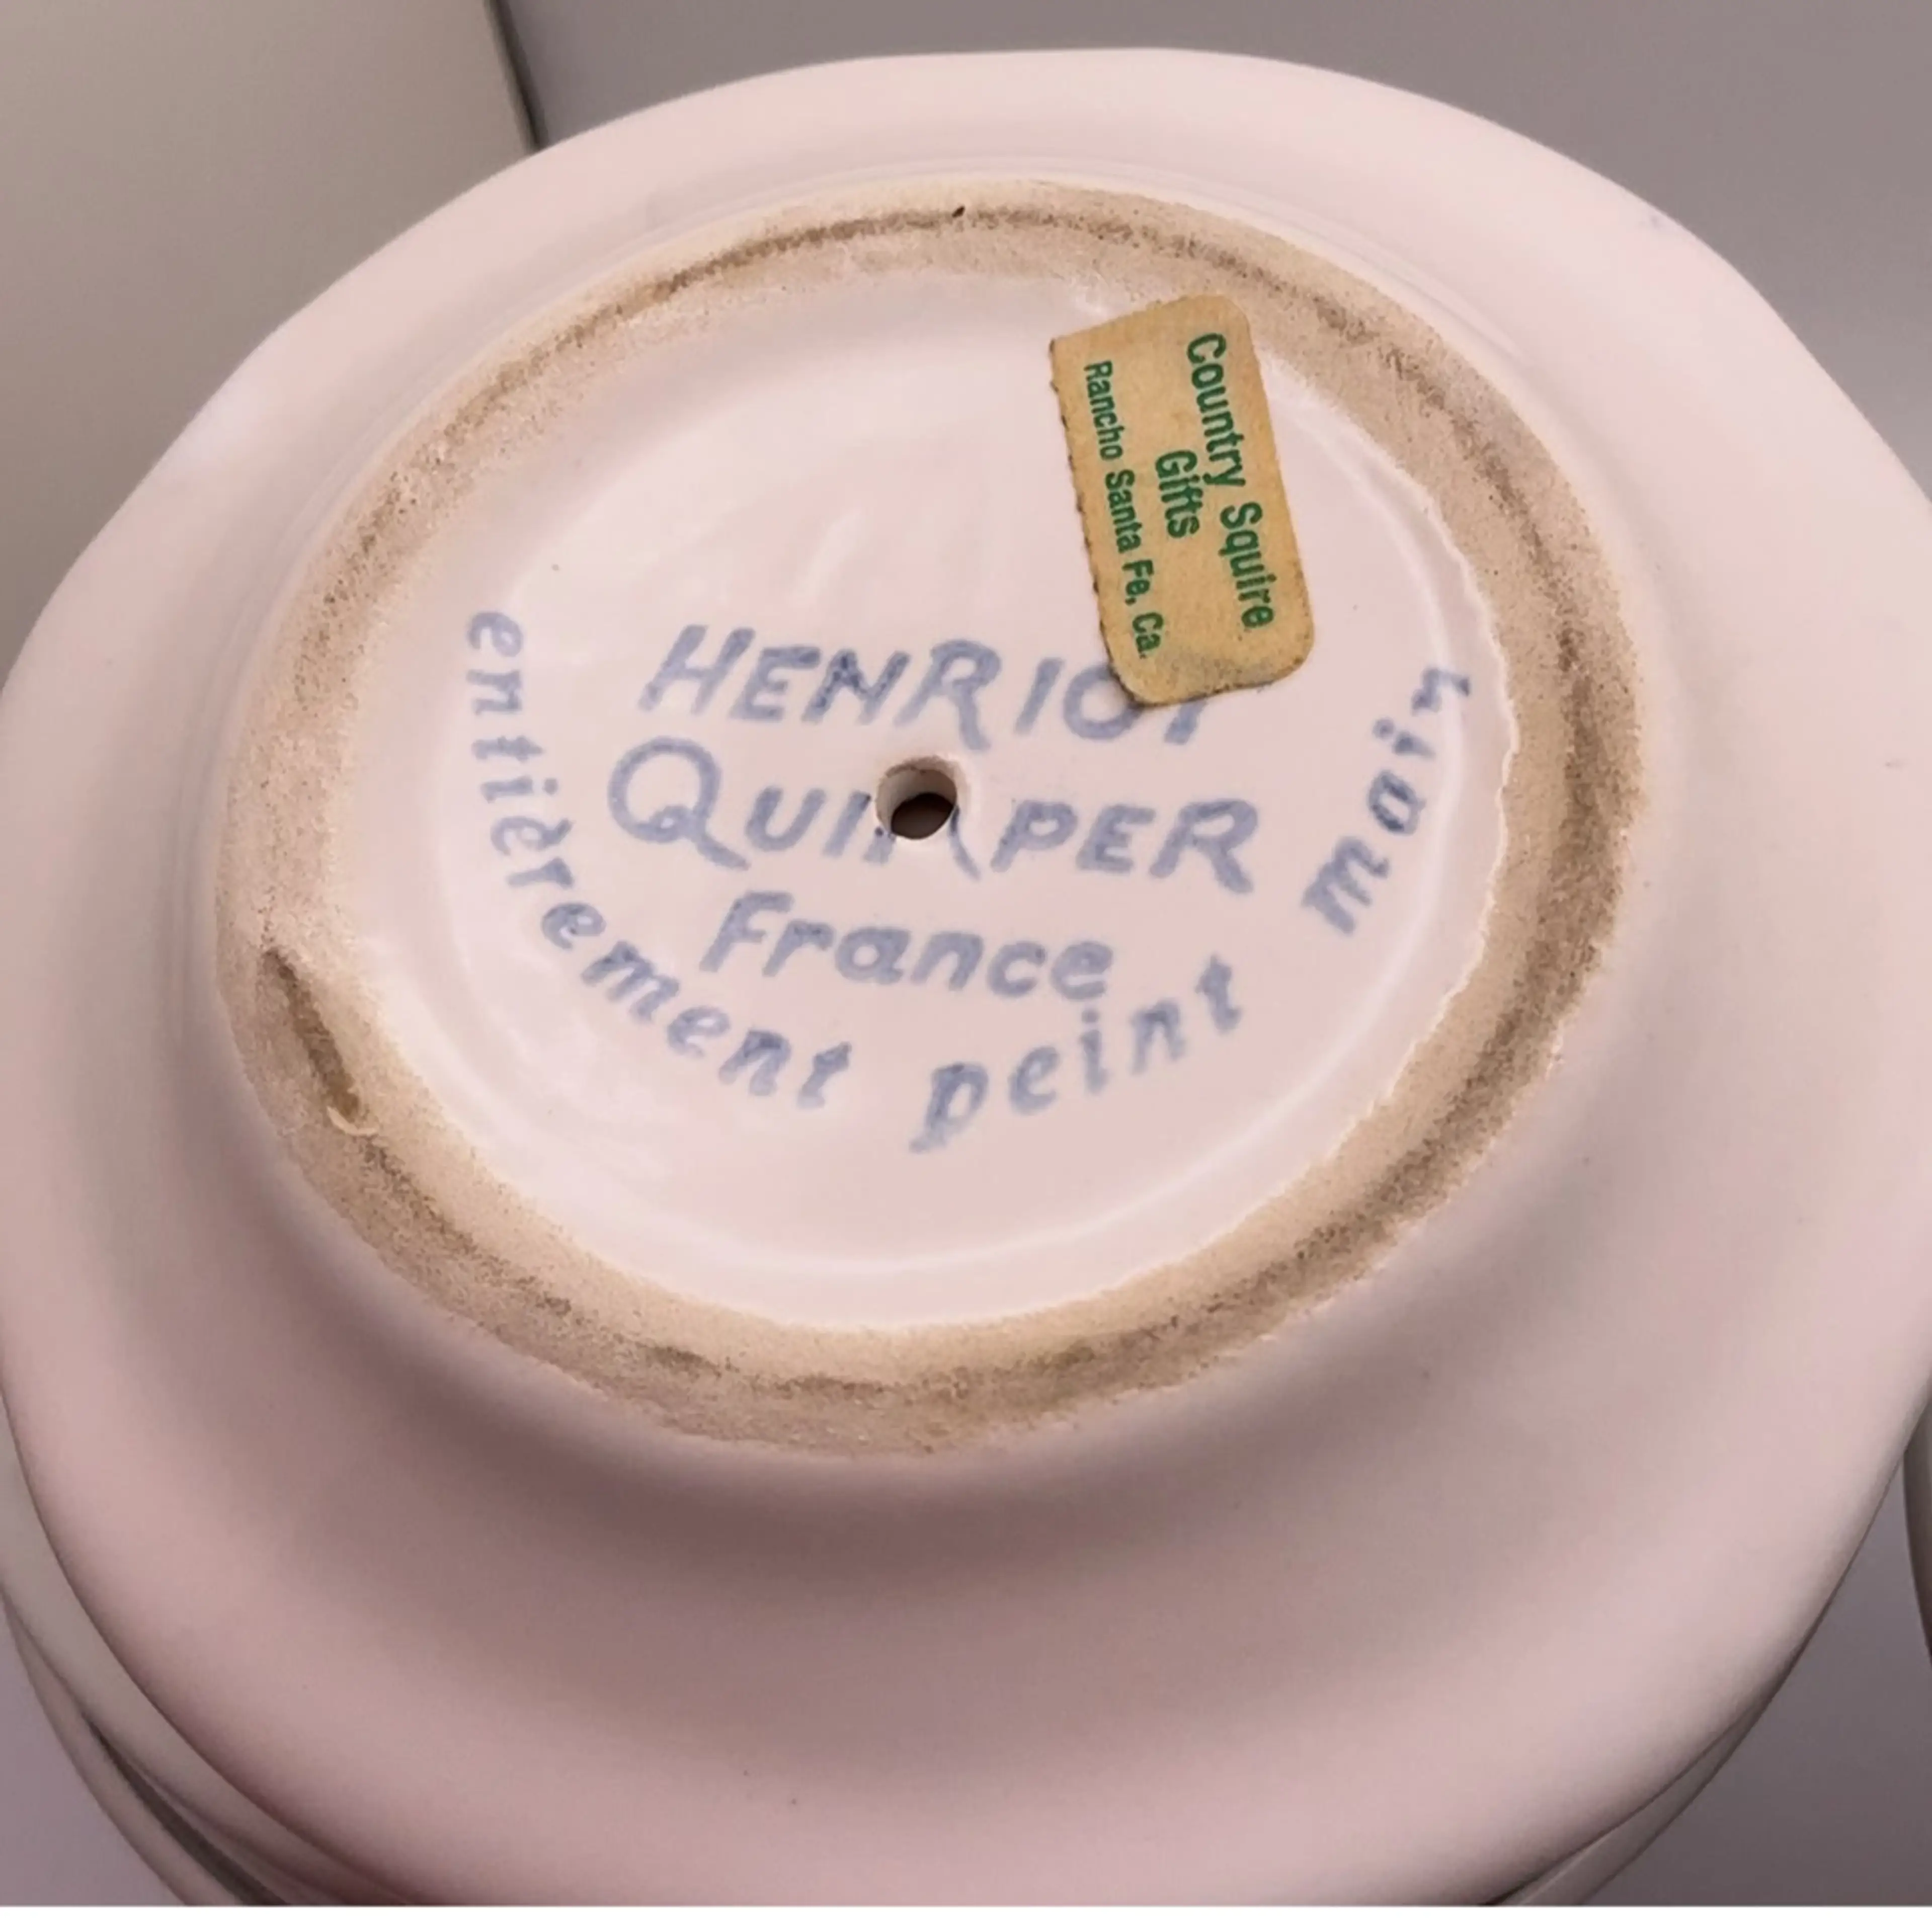 HENRIOT
QUIMPER
France
entièrement peint main
Country Squire
Gifts
Rancho Santa Fe, Ca.